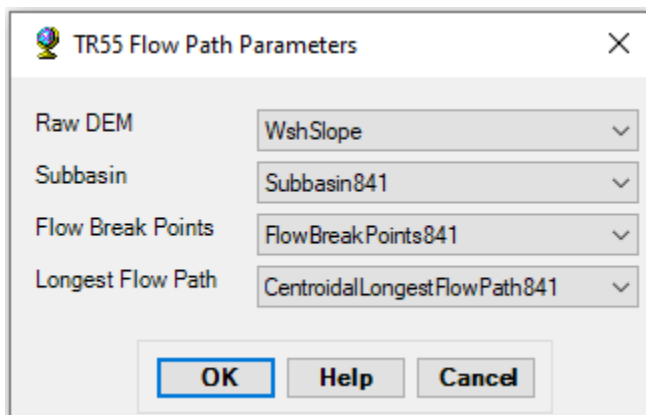 TR55 Flow Path Parameters
Raw DEM WshSlope
Subbasin Subbasin841
Flow Break Points FlowBreakPoints841
Longest Flow Path CentroidalLongestFlowPath841
OK Help Cancel